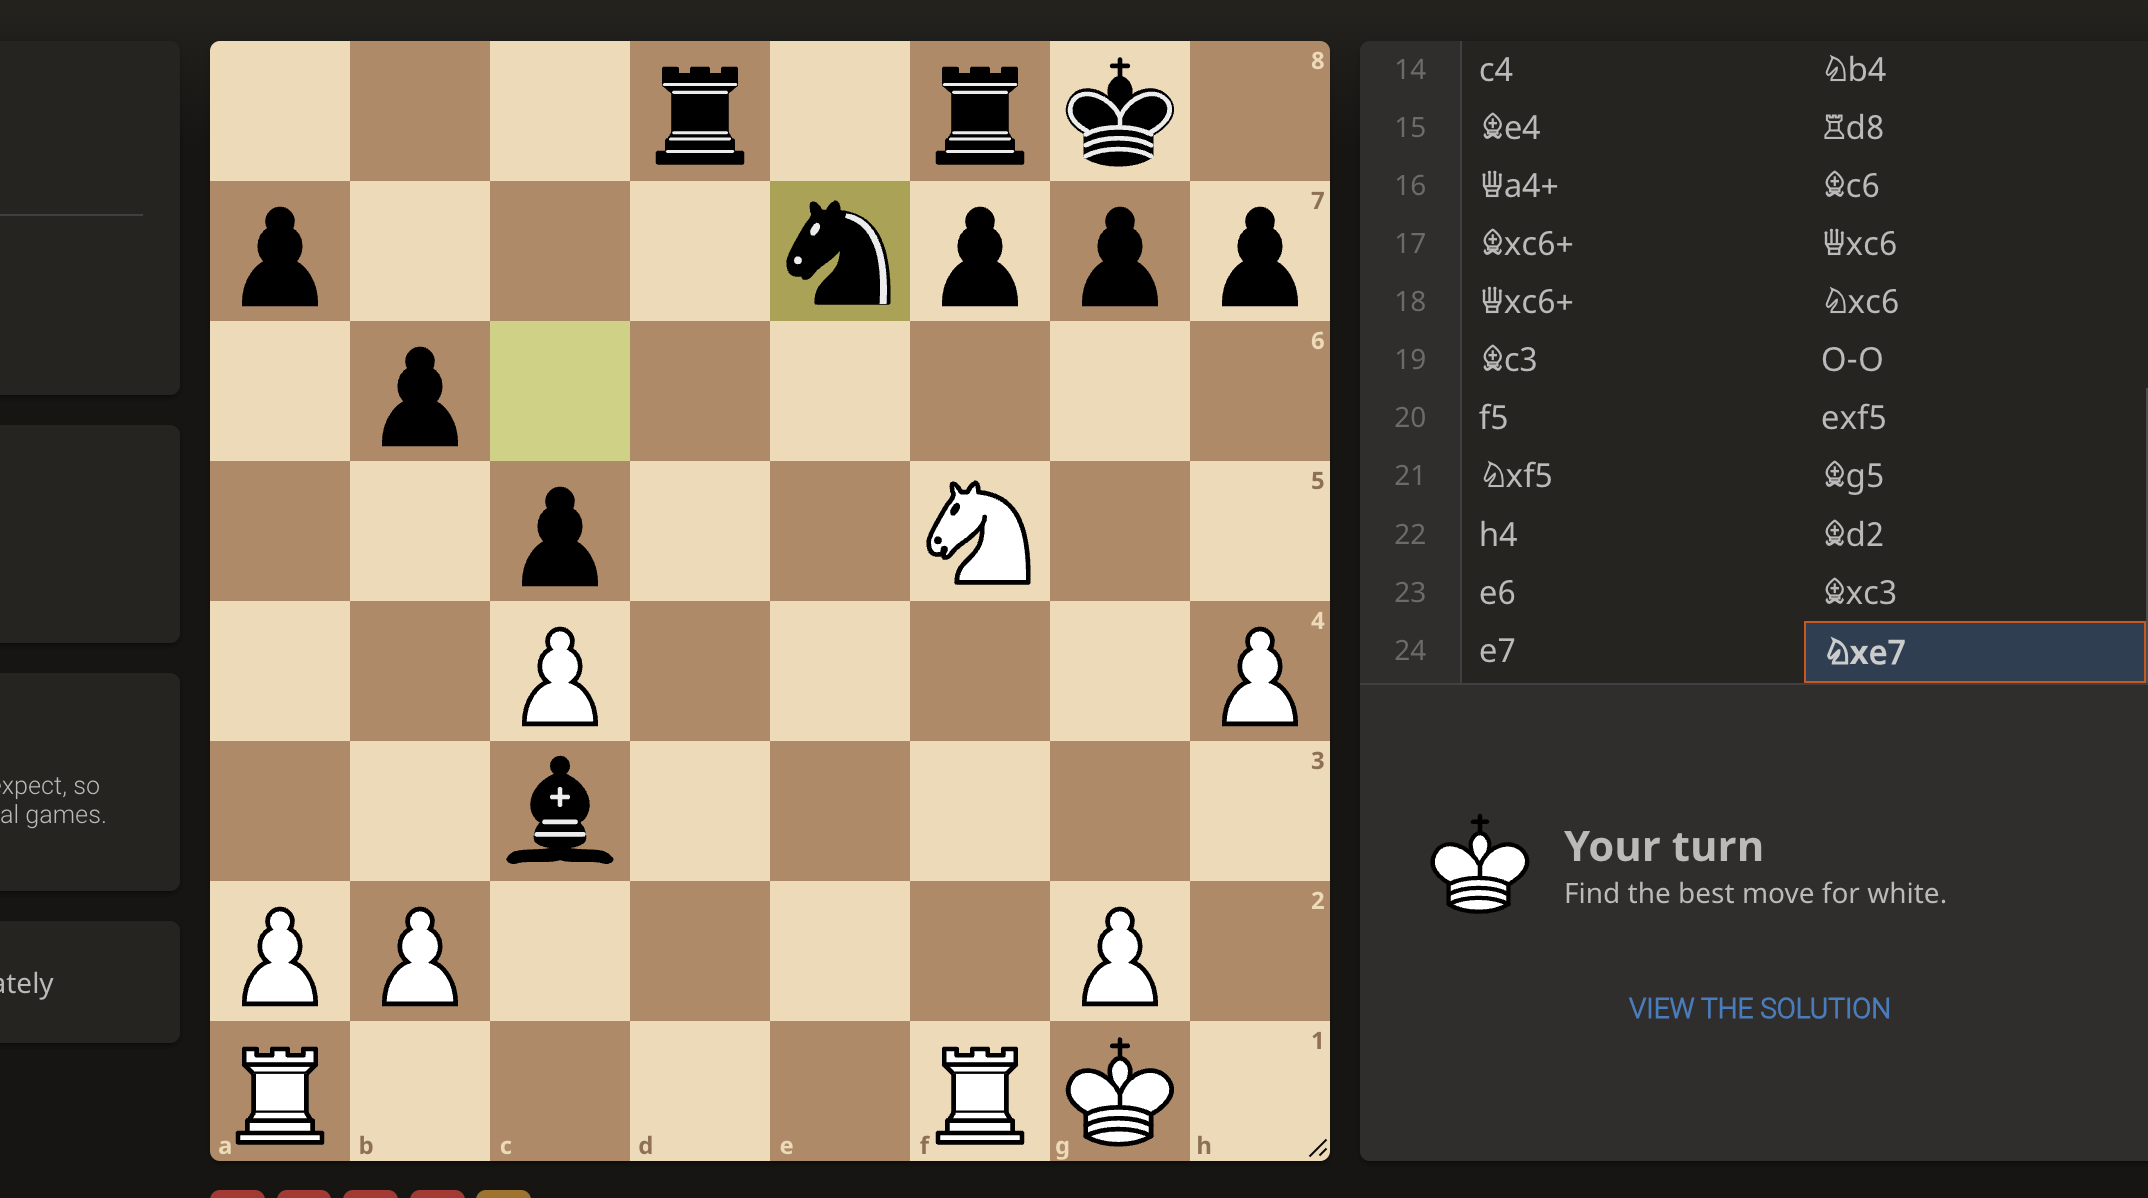 expect, so
al games.
ately
8
7
6
5
4
3
2
1
a b c d e f g h
14 c4 ♘b4
15 ♗e4 ♖d8
16 ♕a4+ ♗c6
17 ♗xc6+ ♕xc6
18 ♕xc6+ ♘xc6
19 ♗c3 O-O
20 f5 exf5
21 ♘xf5 ♗g5
22 h4 ♗d2
23 e6 ♗xc3
24 e7 ♘xe7
Your turn
Find the best move for white.
VIEW THE SOLUTION